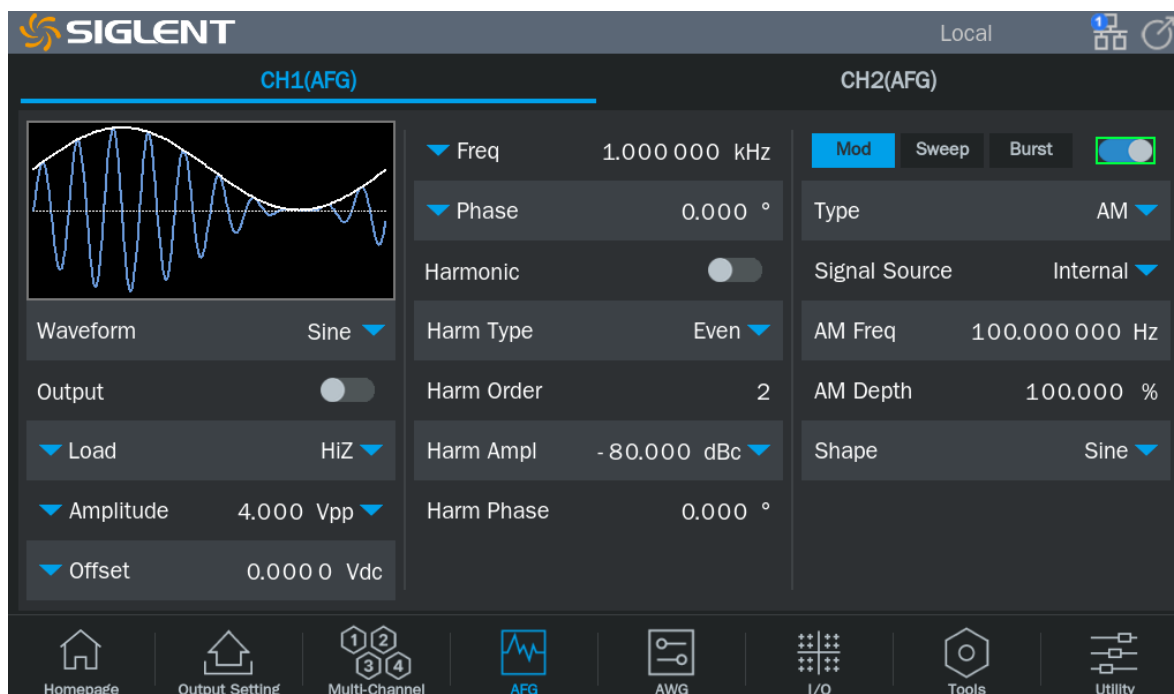 SIGLENT
Local
1
CH1(AFG)
CH2(AFG)
Waveform Sine
Output
Load HiZ
Amplitude 4.000 Vpp
Offset 0.0000 Vdc
Freq 1.000 000 kHz
Phase 0.000 °
Harmonic
Harm Type Even
Harm Order 2
Harm Ampl - 80.000 dBc
Harm Phase 0.000 °
Mod Sweep Burst
Type AM
Signal Source Internal
AM Freq 100.000 000 Hz
AM Depth 100.000 %
Shape Sine
1 2
3 4
Homepage Output Setting Multi-Channel AFG AWG I/O Tools Utility